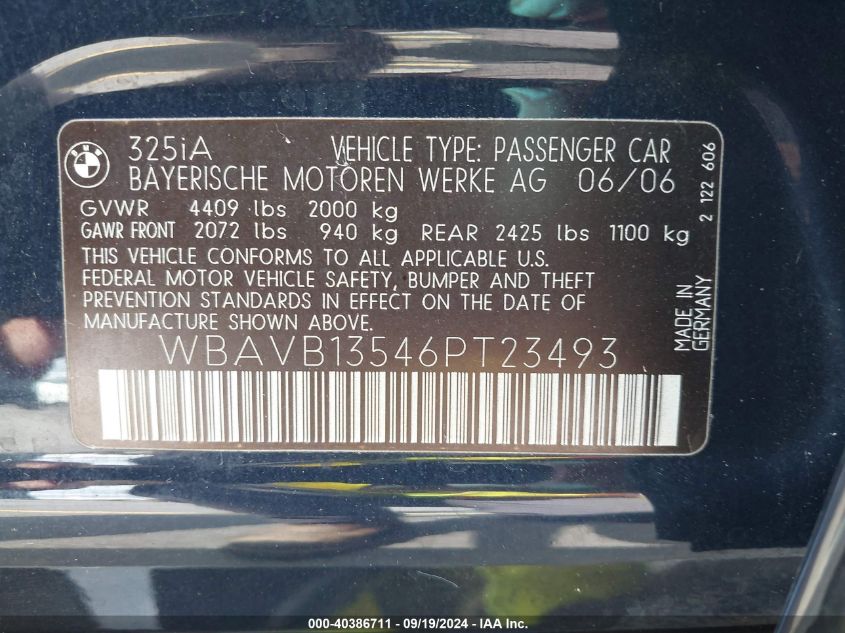 BMW
325iA VEHICLE TYPE: PASSENGER CAR
BAYERISCHE MOTOREN WERKE AG 06/06
GVWR 4409 lbs 2000 kg
GAWR FRONT 2072 lbs 940 kg REAR 2425 lbs 1100 kg
THIS VEHICLE CONFORMS TO ALL APPLICABLE U.S.
FEDERAL MOTOR VEHICLE SAFETY, BUMPER AND THEFT
PREVENTION STANDARDS IN EFFECT ON THE DATE OF
MANUFACTURE SHOWN ABOVE.
WBAVB13546PT23493
2 122 606
MADE IN
GERMANY
000-40386711 - 09/19/2024 - IAAI.COM